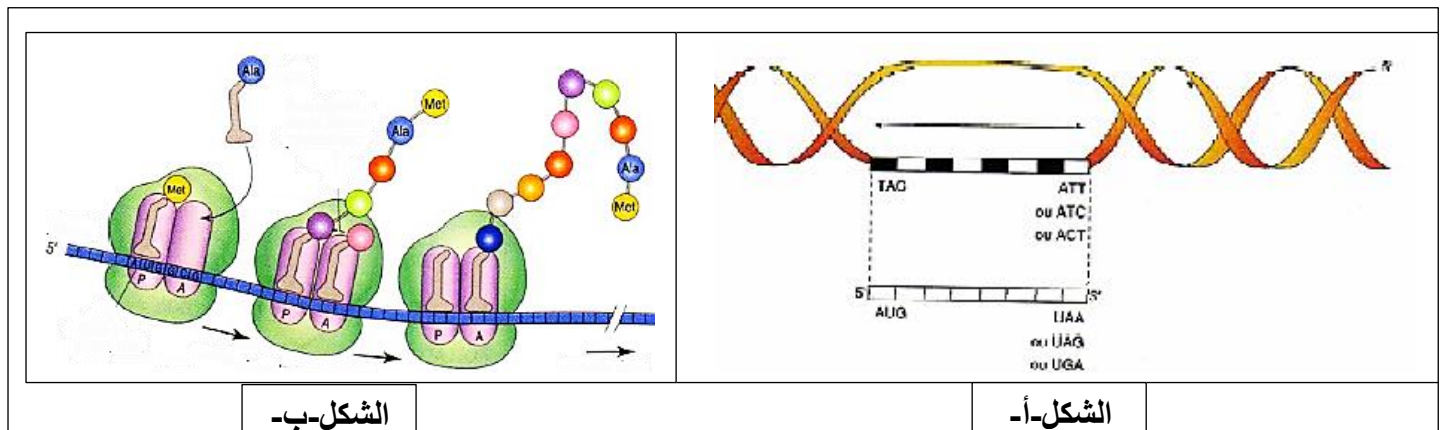 Ala
Met
Met
Ala
Ala
Met
5'
P
A
P
A
P
A
TAC
ATT
ou ATC
ou ACT
5'
3'
AUG
UAA
ou UAG
ou UGA
الشكل-أ-
الشكل-ب-